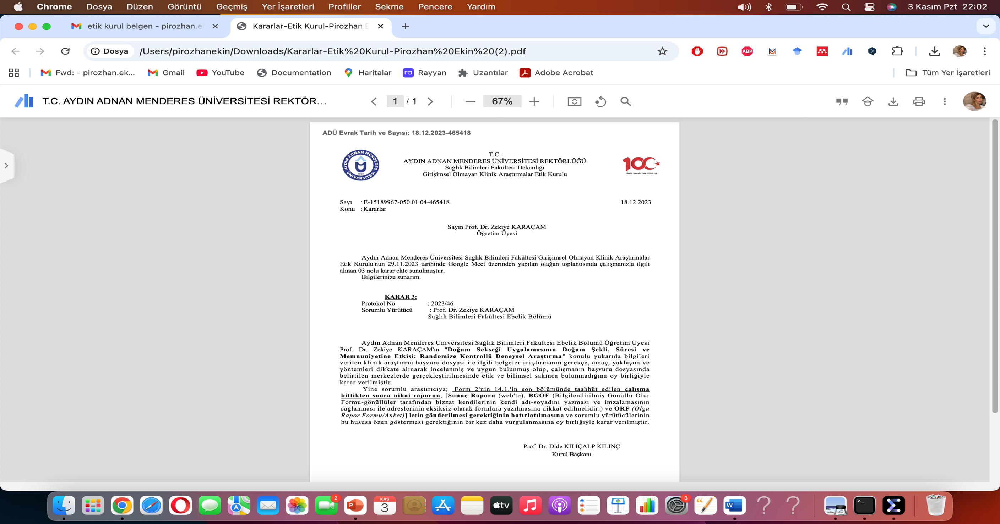 Chrome Dosya Düzen Görüntü Geçmiş Yer İşaretleri Profiller Sekme Pencere Yardım 3 Kasım Pzt 22:02
etik kurul belgen - pirozhan.e Kararlar-Etik Kurul-Pirozhan E
Dosya /Users/pirozhanekin/Downloads/Kararlar-Etik%20Kurul-Pirozhan%20Ekin%20(2).pdf ABP
Fwd: - pirozhan.ek... Gmail YouTube Documentation Haritalar ra Rayyan Uzantılar Adobe Acrobat Tüm Yer İşaretleri
T.C. AYDIN ADNAN MENDERES ÜNİVERSİTESİ REKTÖR... 1 / 1 67%
ADÜ Evrak Tarih ve Sayısı: 18.12.2023-465418
AYDIN ADNAN MENDERES ÜNİVERSİTESİ 1992
T.C.
AYDIN ADNAN MENDERES ÜNİVERSİTESİ REKTÖRLÜĞÜ
Sağlık Bilimleri Fakültesi Dekanlığı
Girişimsel Olmayan Klinik Araştırmalar Etik Kurulu
100
TÜRKİYE CUMHURİYETİ'NİN YÜZÜNCÜ YILI
Sayı : E-15189967-050.01.04-465418 18.12.2023
Konu : Kararlar
Sayın Prof. Dr. Zekiye KARAÇAM
Öğretim Üyesi
Aydın Adnan Menderes Üniversitesi Sağlık Bilimleri Fakültesi Girişimsel Olmayan Klinik Araştırmalar
Etik Kurulu'nun 29.11.2023 tarihinde Google Meet üzerinden yapılan olağan toplantısında çalışmanızla ilgili
alınan 03 nolu karar ekte sunulmuştur.
Bilgilerinize sunarım.
KARAR 3:
Protokol No : 2023/46
Sorumlu Yürütücü : Prof. Dr. Zekiye KARAÇAM
Sağlık Bilimleri Fakültesi Ebelik Bölümü
Aydın Adnan Menderes Üniversitesi Sağlık Bilimleri Fakültesi Ebelik Bölümü Öğretim Üyesi
Prof. Dr. Zekiye KARAÇAM'ın "Doğum Sekseği Uygulamasının Doğum Şekli, Süresi ve
Memnuniyetine Etkisi: Randomize Kontrollü Deneysel Araştırma" konulu yukarıda bilgileri
verilen klinik araştırma başvuru dosyası ile ilgili belgeler araştırmanın gerekçe, amaç, yaklaşım ve
yöntemleri dikkate alınarak incelenmiş ve uygun bulunmuş olup, çalışmanın başvuru dosyasında
belirtilen merkezlerde gerçekleştirilmesinde etik ve bilimsel sakınca bulunmadığına oy birliğiyle
karar verilmiştir.
Yine sorumlu araştırıcıya; Form 2'nin 14.1.'in son bölümünde taahhüt edilen çalışma
bittikten sonra nihai raporun, [Sonuç Raporu (web'te), BGOF (Bilgilendirilmiş Gönüllü Olur
Formu-gönüllüler tarafından bizzat kendilerinin kendi adı-soyadını yazması ve imzalamasının
sağlanması ile adreslerinin eksiksiz olarak formlara yazılmasına dikkat edilmelidir.) ve ORF (Olgu
Rapor Formu/Anket)] lerin gönderilmesi gerektiğinin hatırlatılmasına ve sorumlu yürütücülerinin
bu hususa özen göstermesi gerektiğinin bir kez daha vurgulanmasına oy birliğiyle karar verilmiştir.
Prof. Dr. Dide KILIÇALP KILINÇ
Kurul Başkanı
2 P KAS 3 tv 3 W